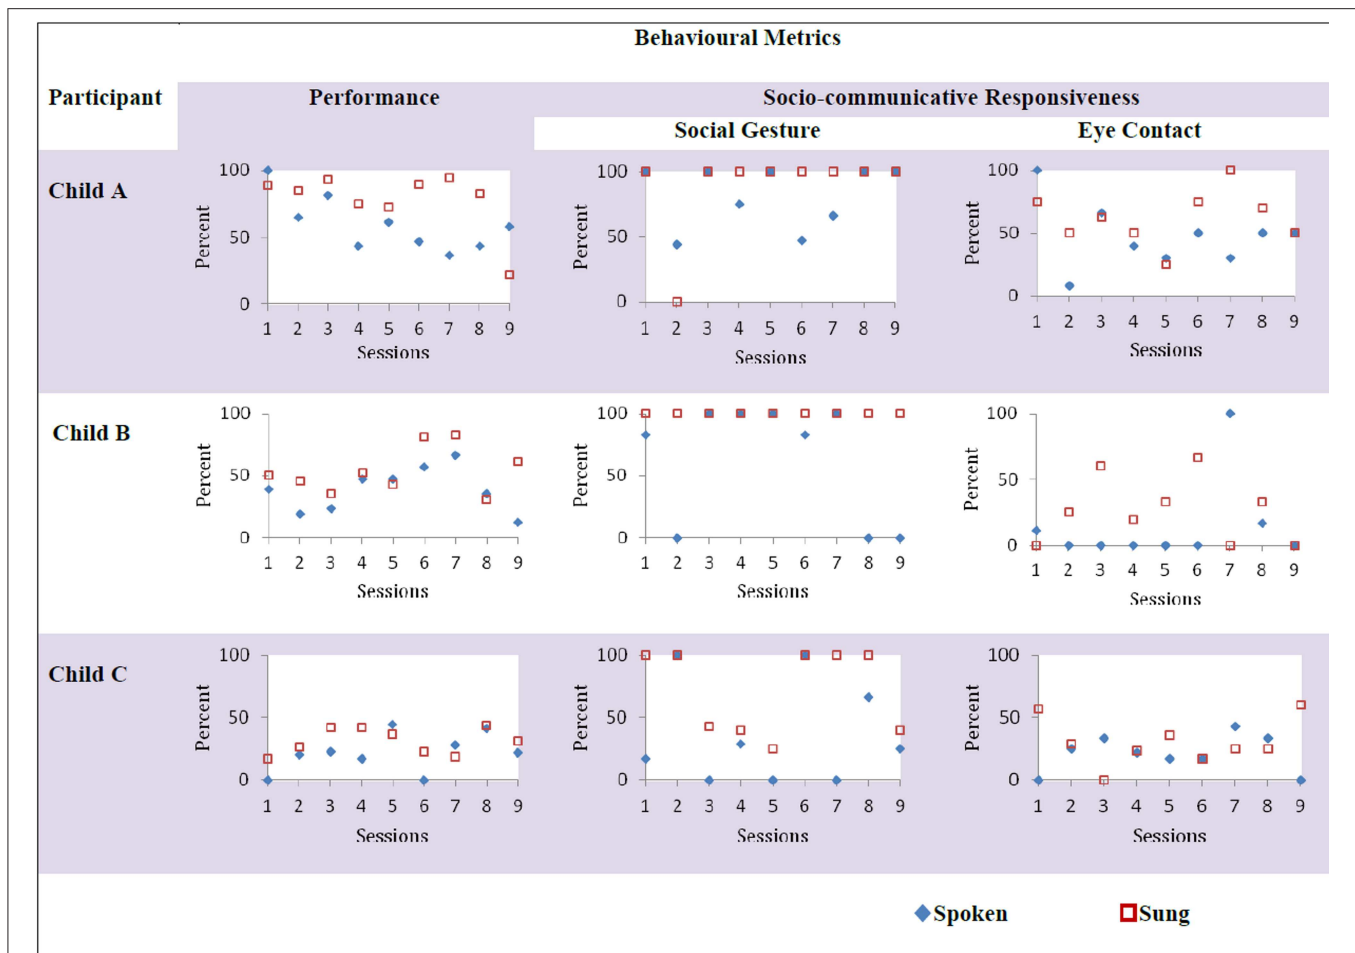 Behavioural Metrics
Participant Performance Socio-communicative Responsiveness
Social Gesture Eye Contact
Child A
100
50
0
Percent
1 2 3 4 5 6 7 8 9
Sessions
100
50
0
Percent
1 2 3 4 5 6 7 8 9
Sessions
100
50
0
Percent
1 2 3 4 5 6 7 8 9
Sessions
Child B
100
50
0
Percent
1 2 3 4 5 6 7 8 9
Sessions
100
50
0
Percent
1 2 3 4 5 6 7 8 9
Sessions
100
50
0
Percent
1 2 3 4 5 6 7 8 9
Sessions
Child C
100
50
0
Percent
1 2 3 4 5 6 7 8 9
Sessions
100
50
0
Percent
1 2 3 4 5 6 7 8 9
Sessions
100
50
0
Percent
1 2 3 4 5 6 7 8 9
Sessions
Spoken Sung